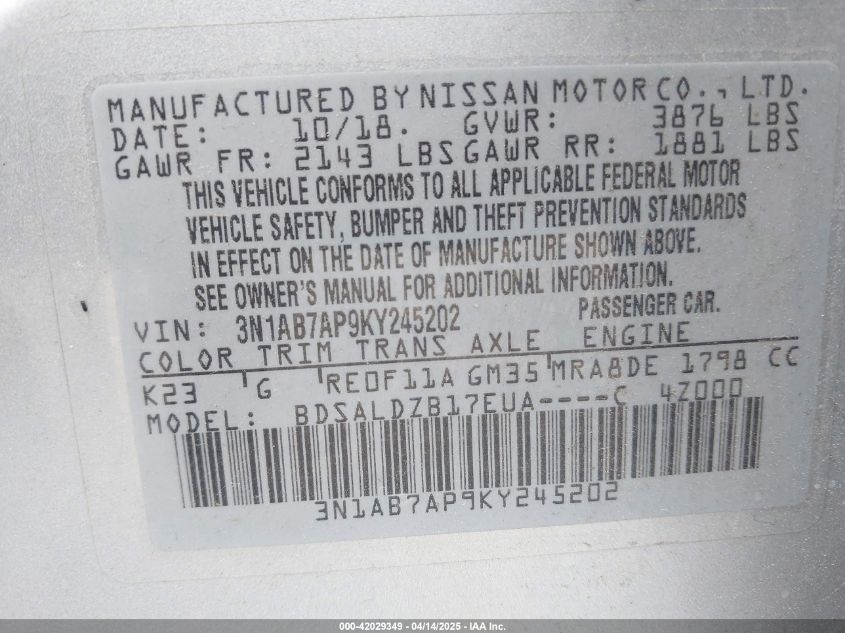 MANUFACTURED BY NISSAN MOTOR CO., LTD.
DATE: 10/18. GVWR: 3876 LBS
GAWR FR: 2143 LBS GAWR RR: 1881 LBS
THIS VEHICLE CONFORMS TO ALL APPLICABLE FEDERAL MOTOR
VEHICLE SAFETY, BUMPER AND THEFT PREVENTION STANDARDS
IN EFFECT ON THE DATE OF MANUFACTURE SHOWN ABOVE.
SEE OWNER'S MANUAL FOR ADDITIONAL INFORMATION.
VIN: 3N1AB7AP9KY245202 PASSENGER CAR.
COLOR TRIM TRANS AXLE ENGINE
K23 G RE0F11A GM35 MRA8DE 1798 CC
MODEL: BDSALDZB17EUA----C 4Z000
3N1AB7AP9KY245202
000-42029349 | 04/14/2025 - IAA Inc.